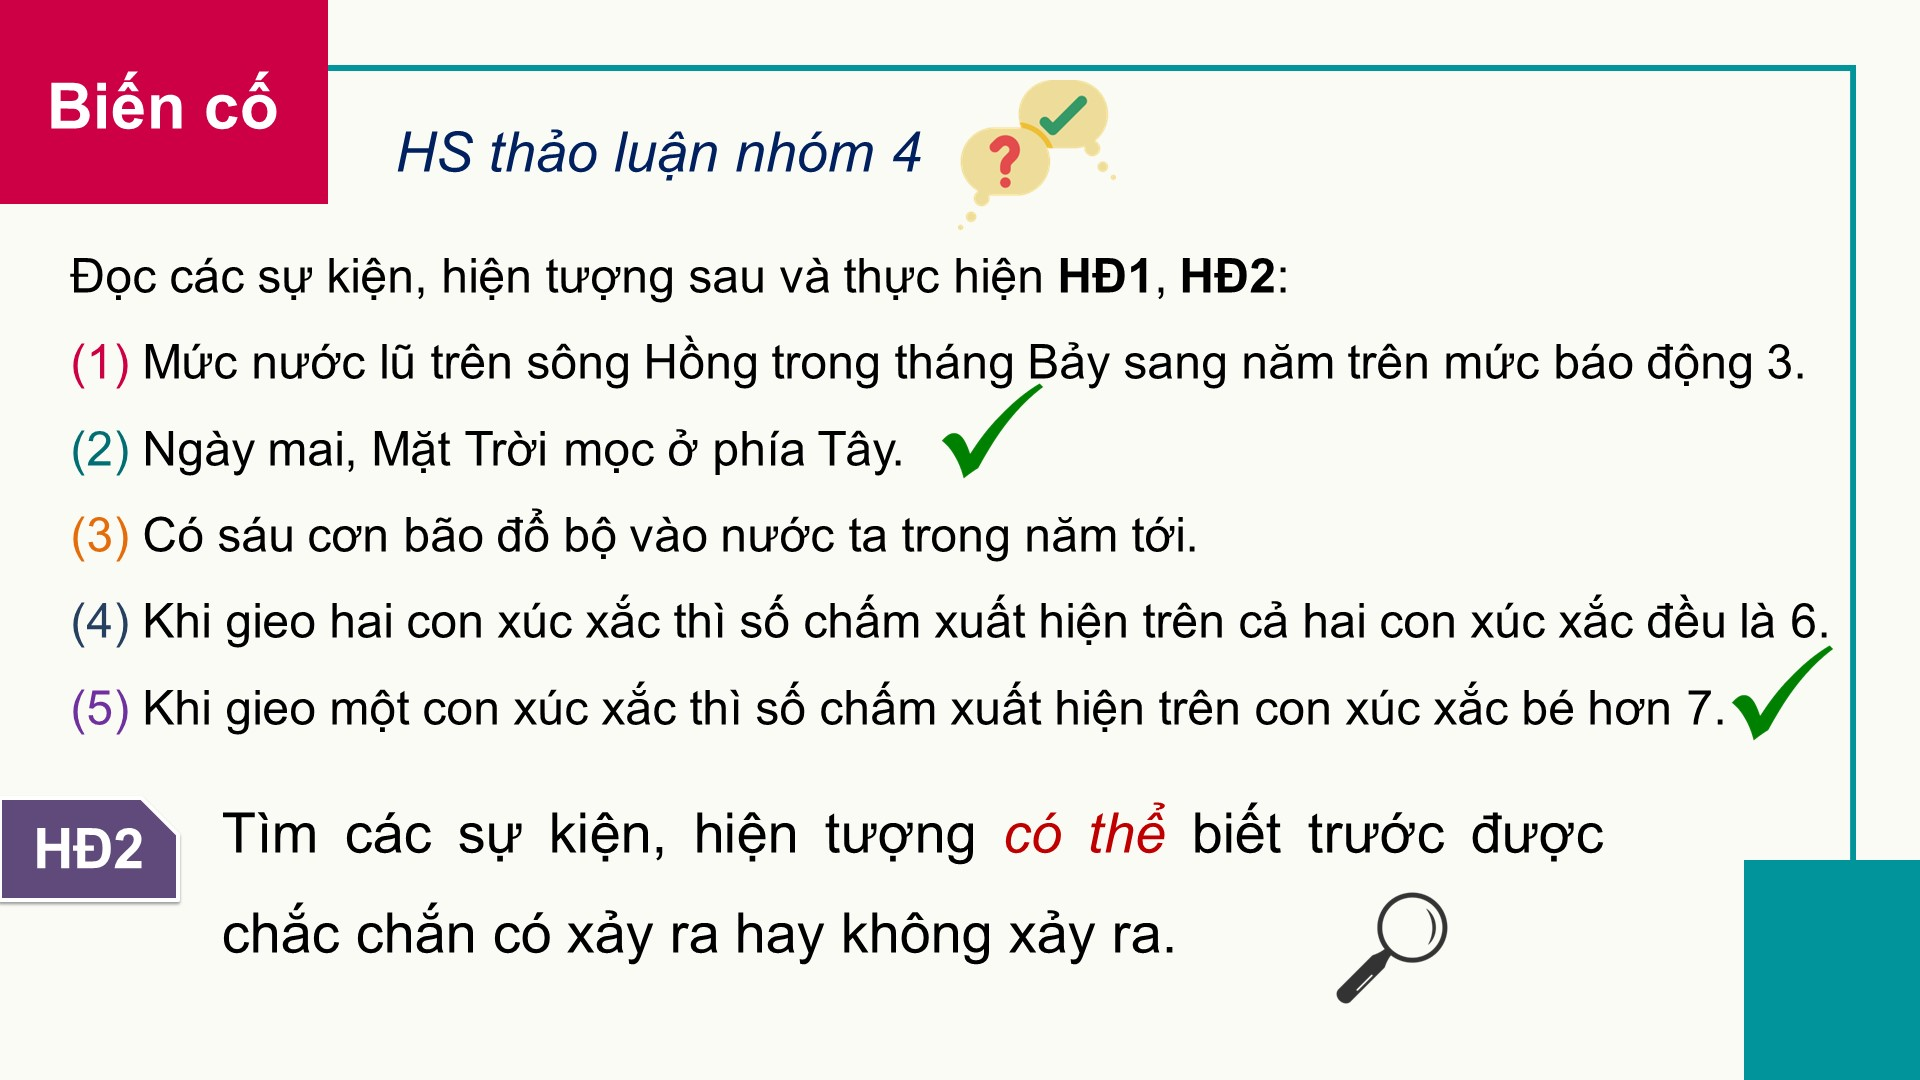 Biến cố
HS thảo luận nhóm 4
Đọc các sự kiện, hiện tượng sau và thực hiện HĐ1, HĐ2:
(1) Mức nước lũ trên sông Hồng trong tháng Bảy sang năm trên mức báo động 3.
(2) Ngày mai, Mặt Trời mọc ở phía Tây.
(3) Có sáu cơn bão đổ bộ vào nước ta trong năm tới.
(4) Khi gieo hai con xúc xắc thì số chấm xuất hiện trên cả hai con xúc xắc đều là 6.
(5) Khi gieo một con xúc xắc thì số chấm xuất hiện trên con xúc xắc bé hơn 7.
HĐ2
Tìm các sự kiện, hiện tượng có thể biết trước được
chắc chắn có xảy ra hay không xảy ra.